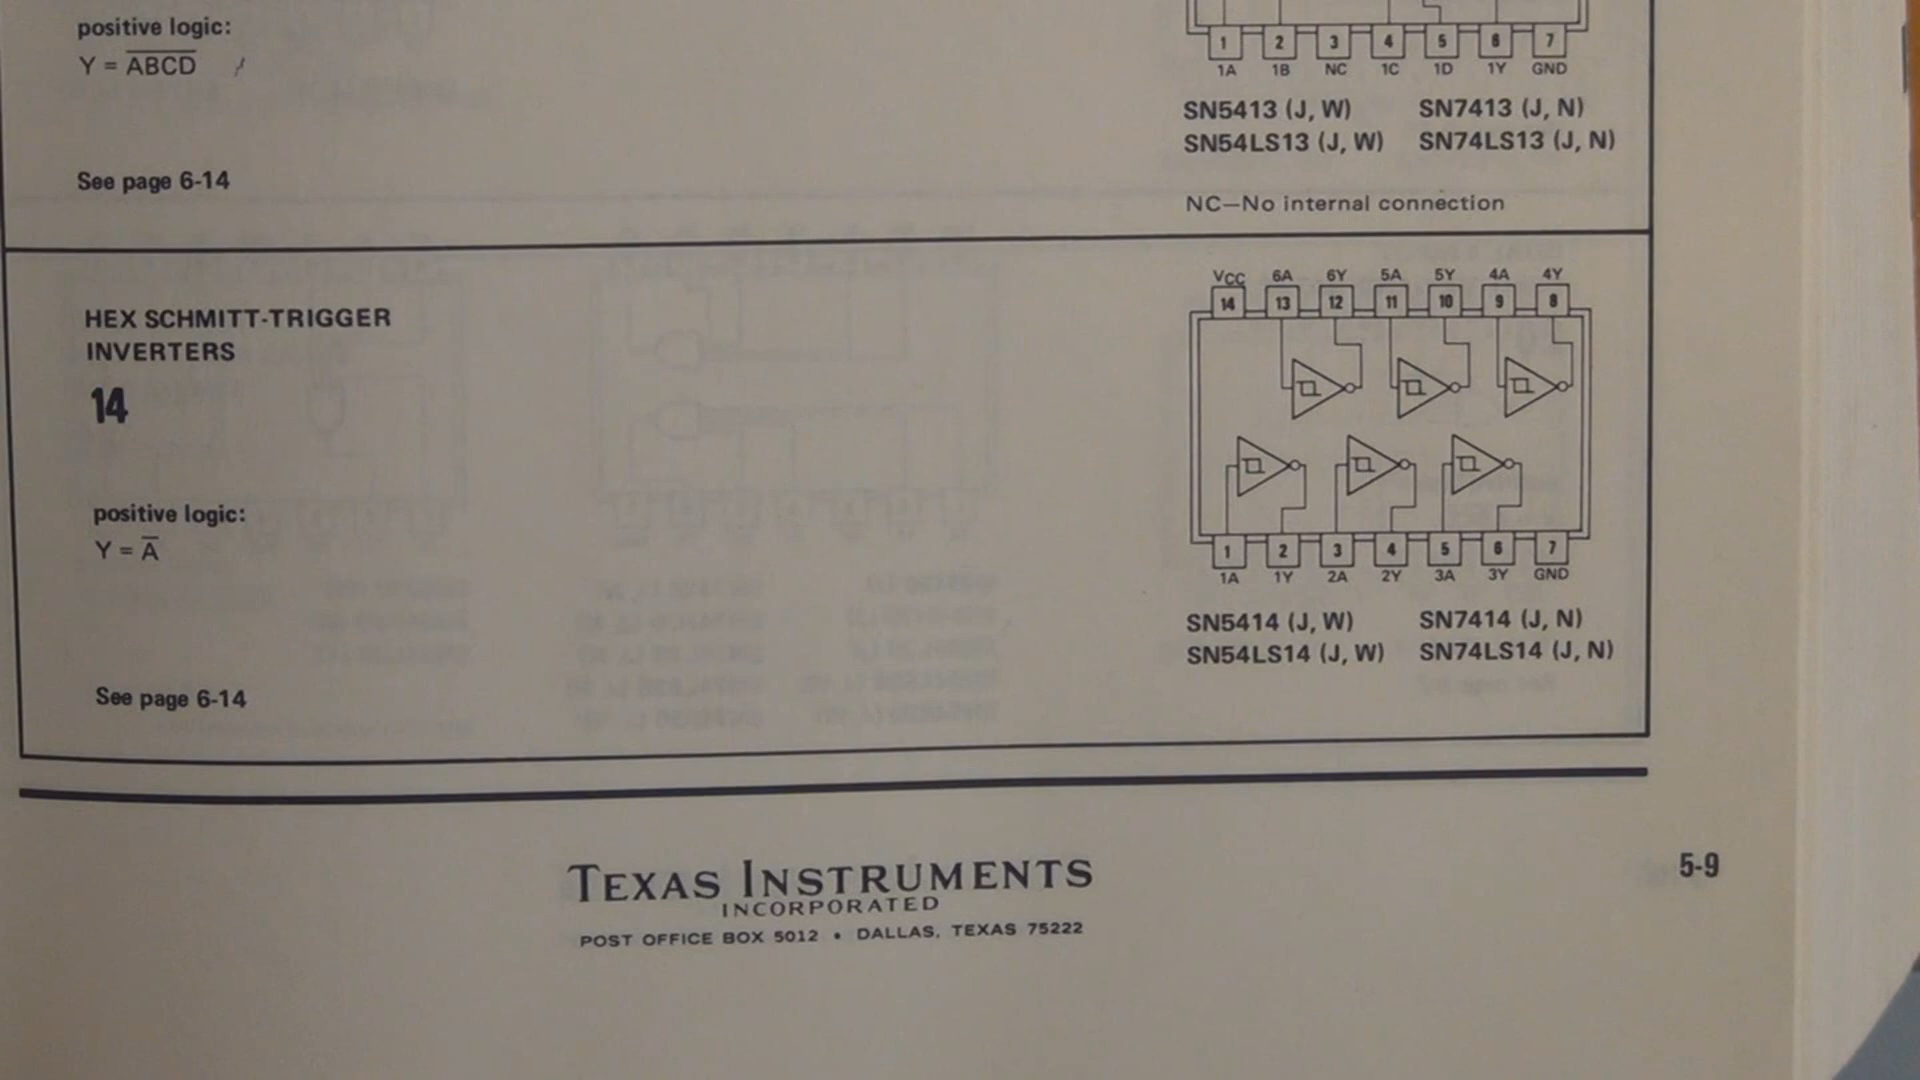 positive logic:
Y = A̅B̅C̅D̅
See page 6-14
1 2 3 4 5 6 7
1A 1B NC 1C 1D 1Y GND
SN5413 (J, W) SN7413 (J, N)
SN54LS13 (J, W) SN74LS13 (J, N)
NC—No internal connection
HEX SCHMITT-TRIGGER
INVERTERS
14
positive logic:
Y = A̅
See page 6-14
VCC 6A 6Y 5A 5Y 4A 4Y
14 13 12 11 10 9 8
1 2 3 4 5 6 7
1A 1Y 2A 2Y 3A 3Y GND
SN5414 (J, W) SN7414 (J, N)
SN54LS14 (J, W) SN74LS14 (J, N)
TEXAS INSTRUMENTS
INCORPORATED
POST OFFICE BOX 5012 • DALLAS, TEXAS 75222
5-9